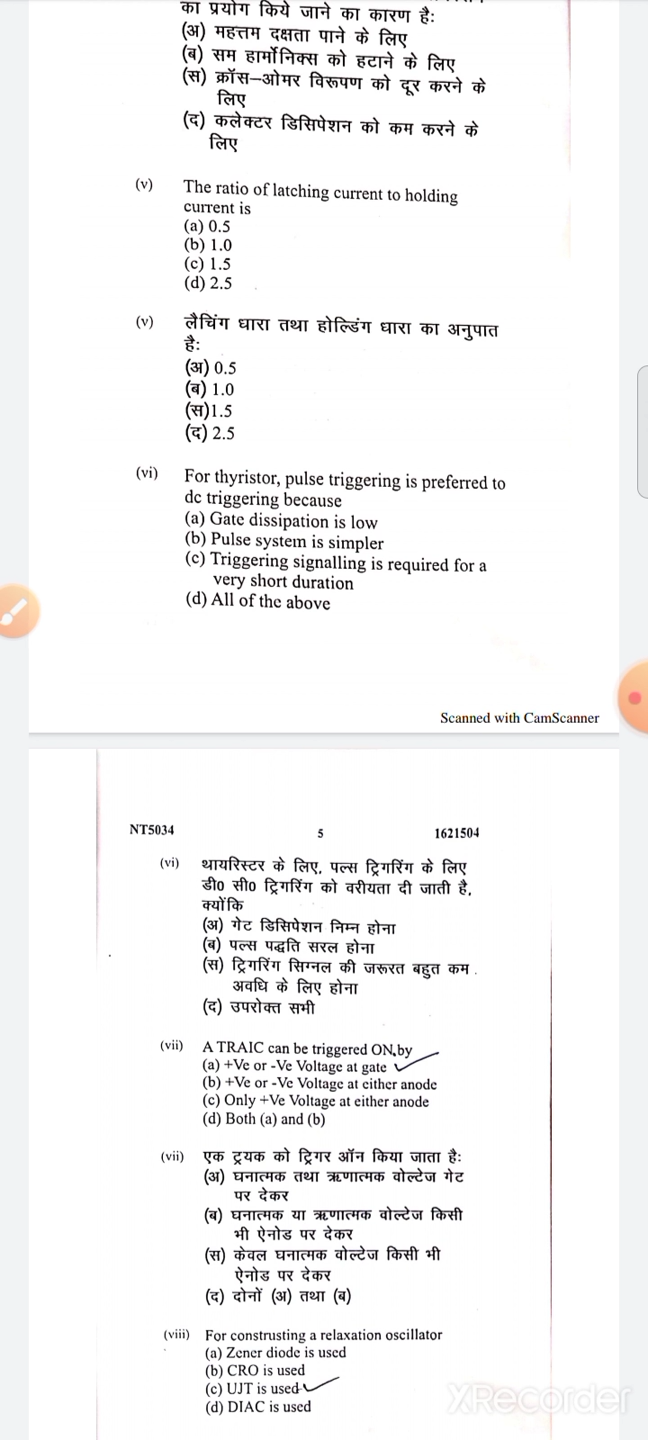 का प्रयोग किये जाने का कारण है:
(अ) महत्तम दक्षता पाने के लिए
(ब) सम हार्मोनिक्स को हटाने के लिए
(स) क्रॉस–ओमर विरूपण को दूर करने के
लिए
(द) कलेक्टर डिसिपेशन को कम करने के
लिए
(v) The ratio of latching current to holding
current is
(a) 0.5
(b) 1.0
(c) 1.5
(d) 2.5
(v) लैचिंग धारा तथा होल्डिंग धारा का अनुपात
है:
(अ) 0.5
(ब) 1.0
(स)1.5
(द) 2.5
(vi) For thyristor, pulse triggering is preferred to
dc triggering because
(a) Gate dissipation is low
(b) Pulse system is simpler
(c) Triggering signalling is required for a
very short duration
(d) All of the above
Scanned with CamScanner
NT5034 5 1621504
(vi) थायरिस्टर के लिए, पल्स ट्रिगरिंग के लिए
डी0 सी0 ट्रिगरिंग को वरीयता दी जाती है,
क्योंकि
(अ) गेट डिसिपेशन निम्न होना
(ब) पल्स पद्धति सरल होना
(स) ट्रिगरिंग सिग्नल की जरूरत बहुत कम
अवधि के लिए होना
(द) उपरोक्त सभी
(vii) A TRAIC can be triggered ON,by
(a) +Ve or -Ve Voltage at gate
(b) +Ve or -Ve Voltage at either anode
(c) Only +Ve Voltage at either anode
(d) Both (a) and (b)
(vii) एक ट्रयक को ट्रिगर ऑन किया जाता है:
(अ) घनात्मक तथा ऋणात्मक वोल्टेज गेट
पर देकर
(ब) घनात्मक या ऋणात्मक वोल्टेज किसी
भी ऐनोड पर देकर
(स) केवल घनात्मक वोल्टेज किसी भी
ऐनोड पर देकर
(द) दोनों (अ) तथा (ब)
(viii) For construsting a relaxation oscillator
(a) Zener diode is used
(b) CRO is used
(c) UJT is used
(d) DIAC is used
XRecorder